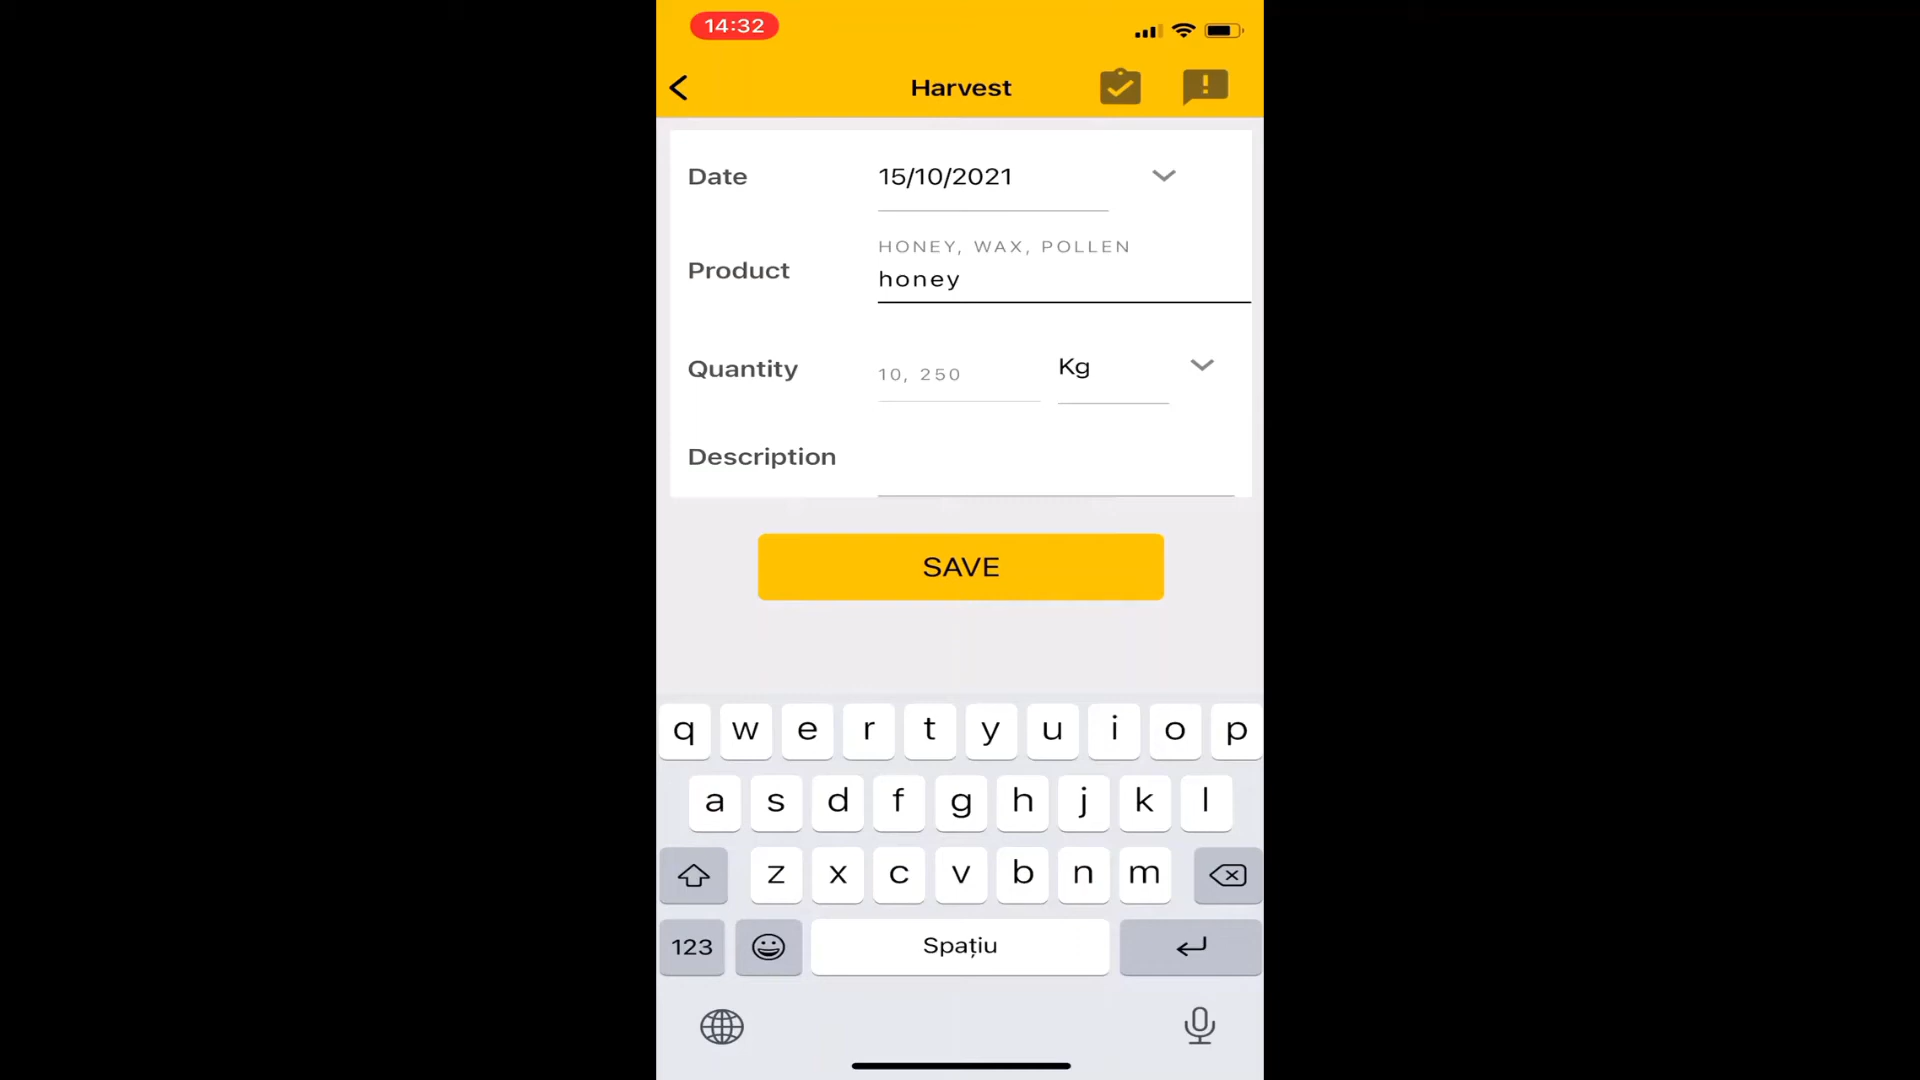 14:32
Harvest
Date 15/10/2021
HONEY, WAX, POLLEN
Product honey
Quantity 10, 250 Kg
Description
SAVE
q w e r t y u i o p
a s d f g h j k l
z x c v b n m
123 Spațiu